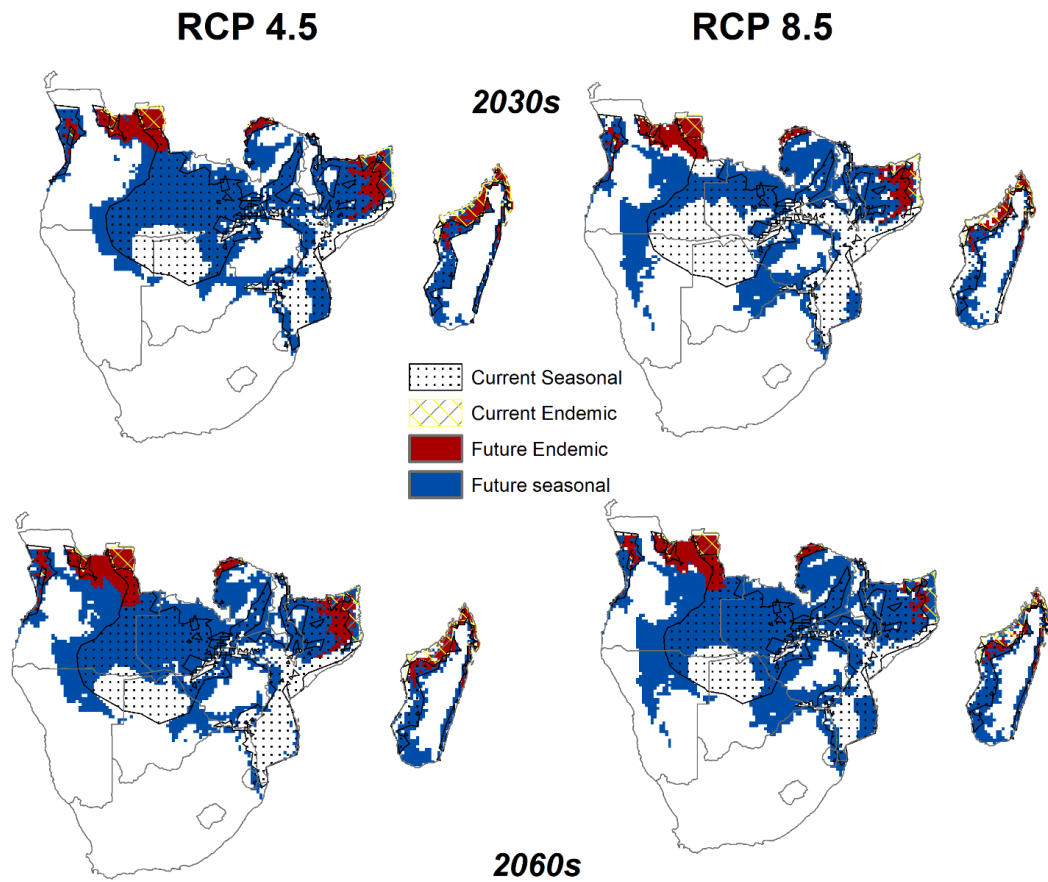 RCP 4.5
RCP 8.5
2030s
Current Seasonal
Current Endemic
Future Endemic
Future seasonal
2060s